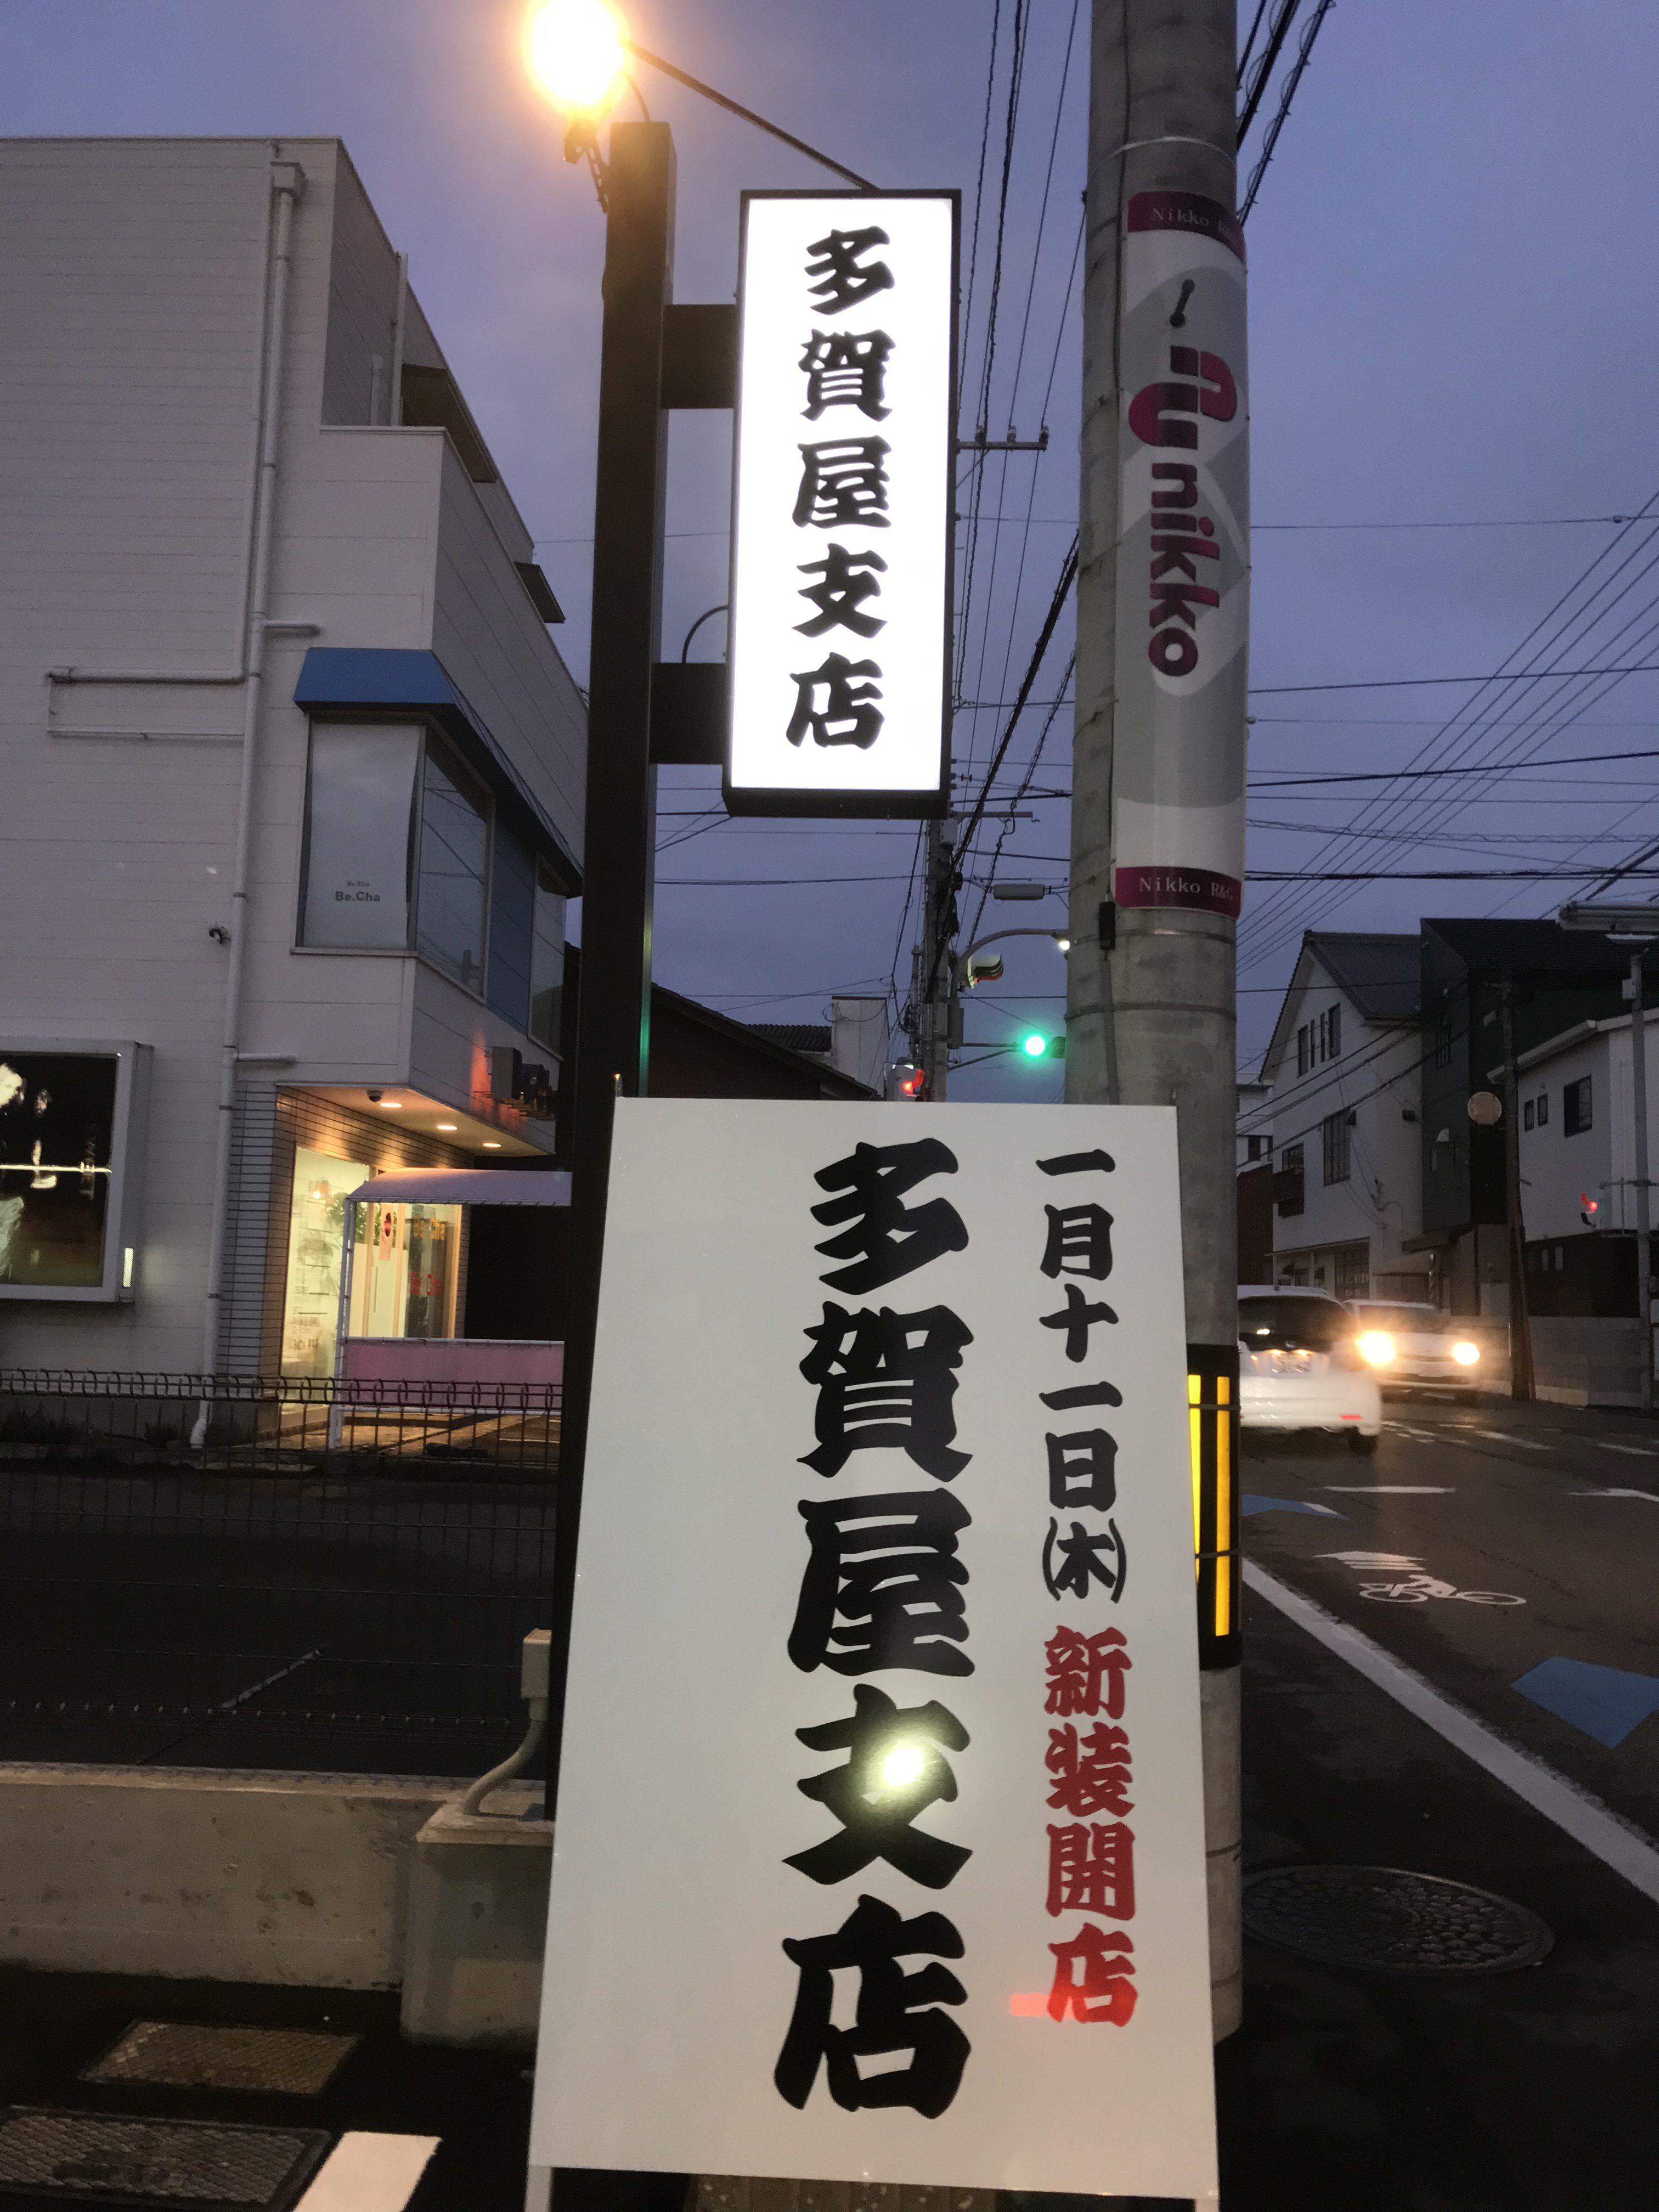 多賀屋支店
Nikko
nikko
Nikko R&G
Be.Cha
一月十一日(木) 新装開店
多賀屋支店